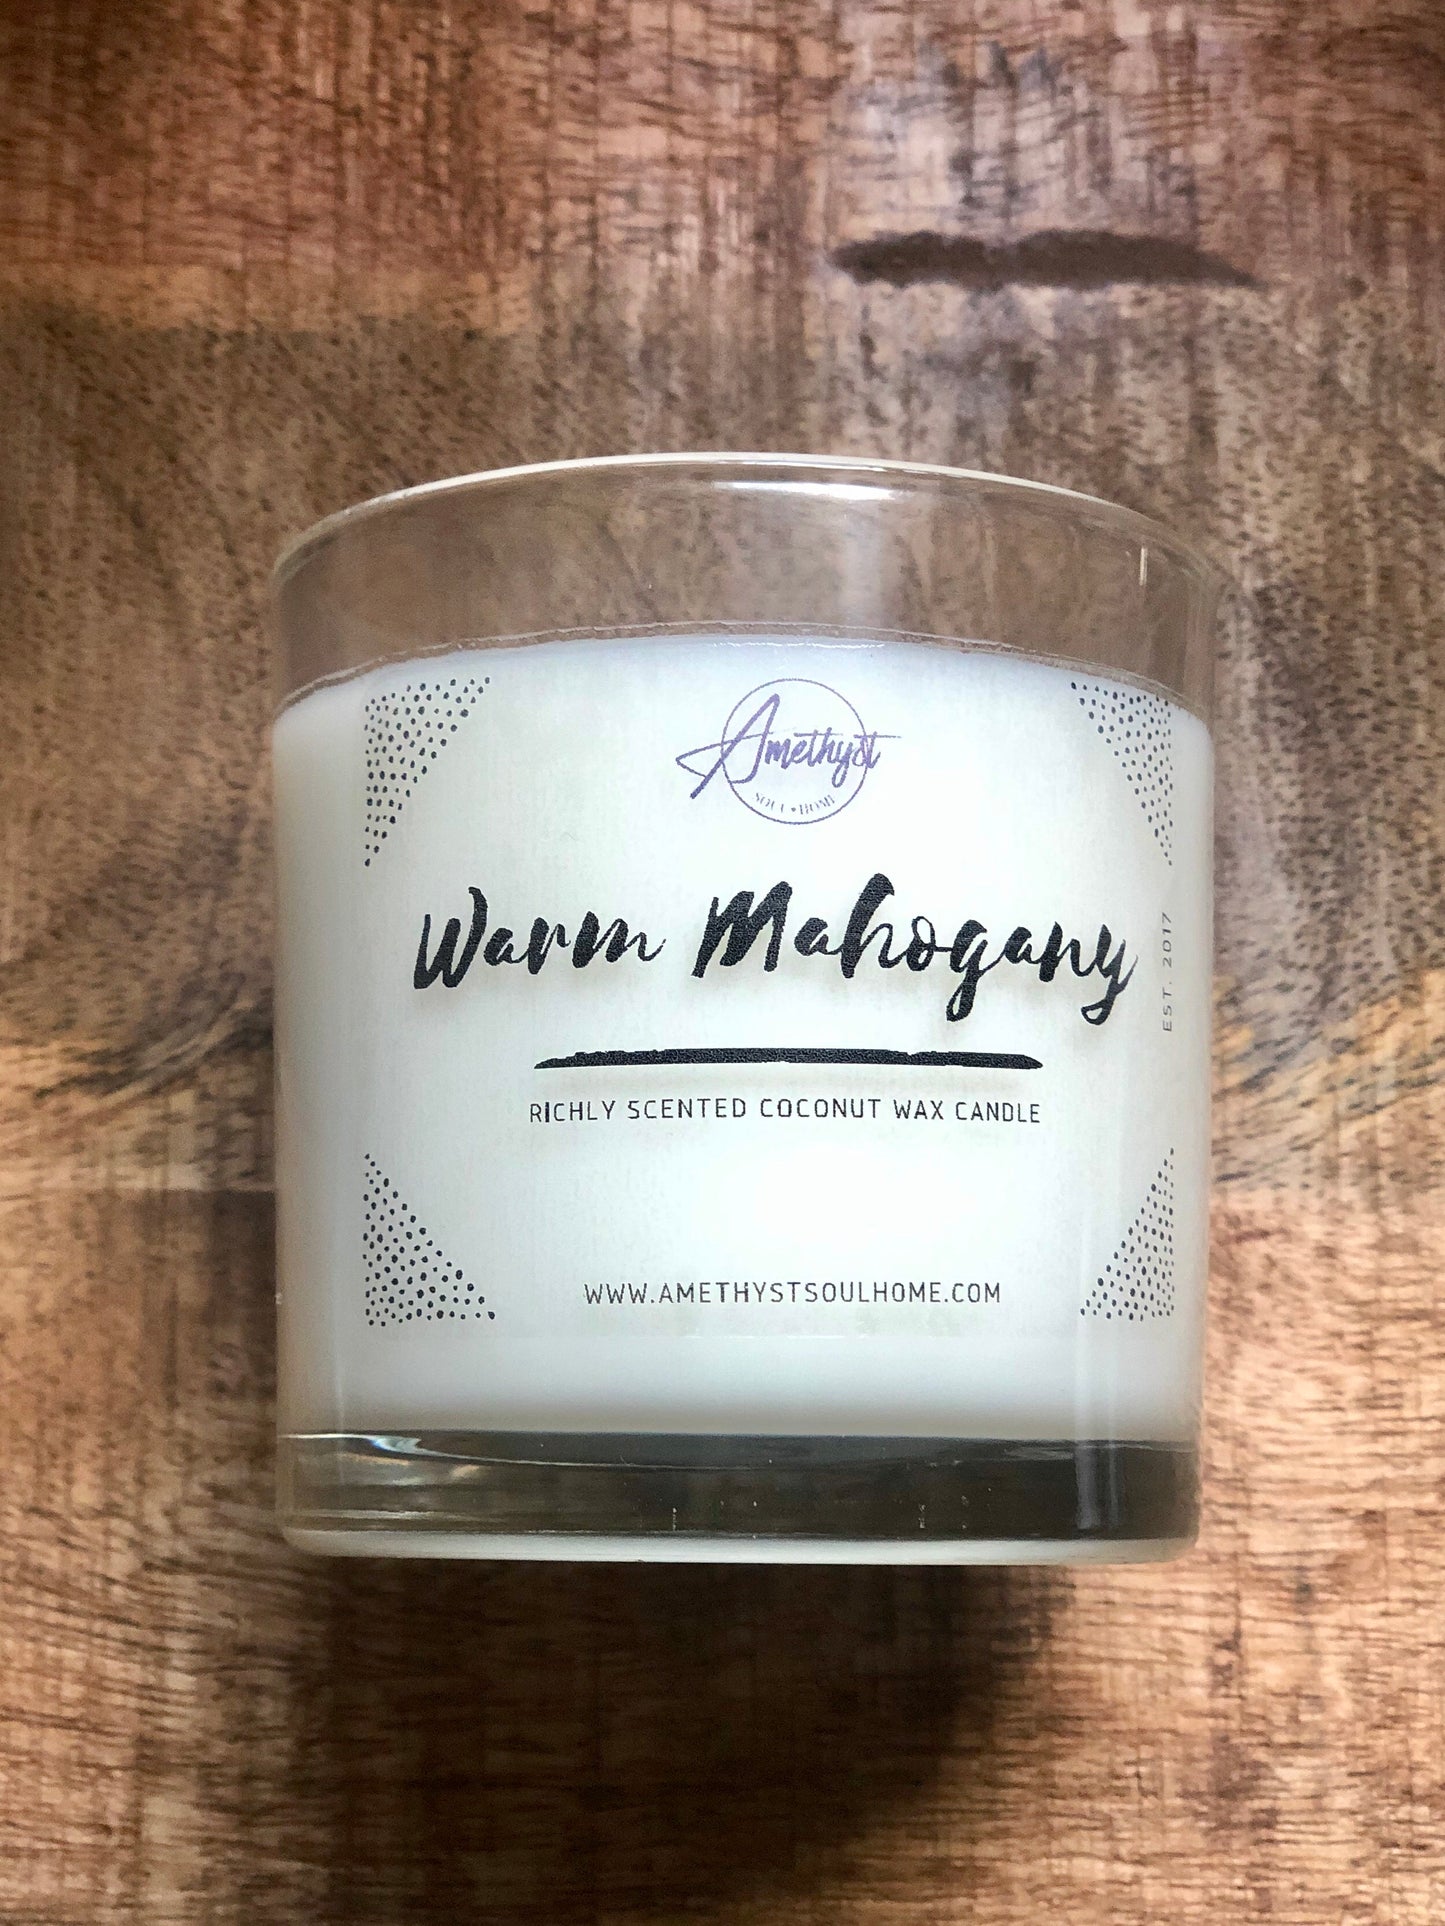 Amethyst
SOUL • HOME
Warm Mahogany
EST. 2017
RICHLY SCENTED COCONUT WAX CANDLE
WWW.AMETHYSTSOULHOME.COM